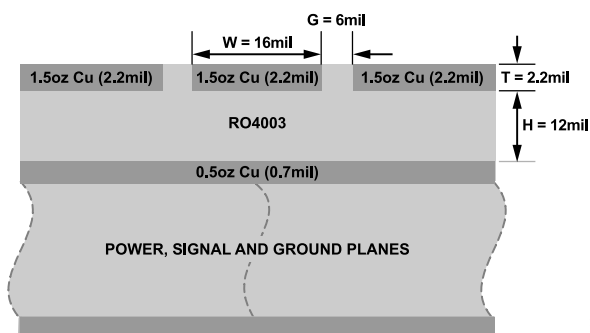 G = 6mil
W = 16mil
1.5oz Cu (2.2mil) 1.5oz Cu (2.2mil) 1.5oz Cu (2.2mil) T = 2.2mil
RO4003 H = 12mil
0.5oz Cu (0.7mil)
POWER, SIGNAL AND GROUND PLANES